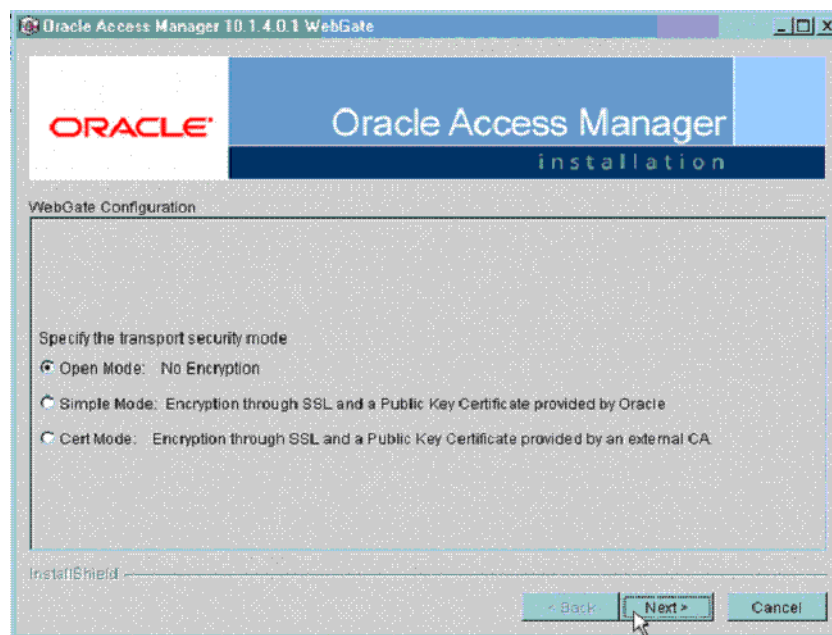 Oracle Access Manager 10.1.4.0.1 WebGate
ORACLE
Oracle Access Manager
installation
WebGate Configuration
Specify the transport security mode
Open Mode: No Encryption
Simple Mode: Encryption through SSL and a Public Key Certificate provided by Oracle
Cert Mode: Encryption through SSL and a Public Key Certificate provided by an external CA
InstallShield
< Back
Next >
Cancel